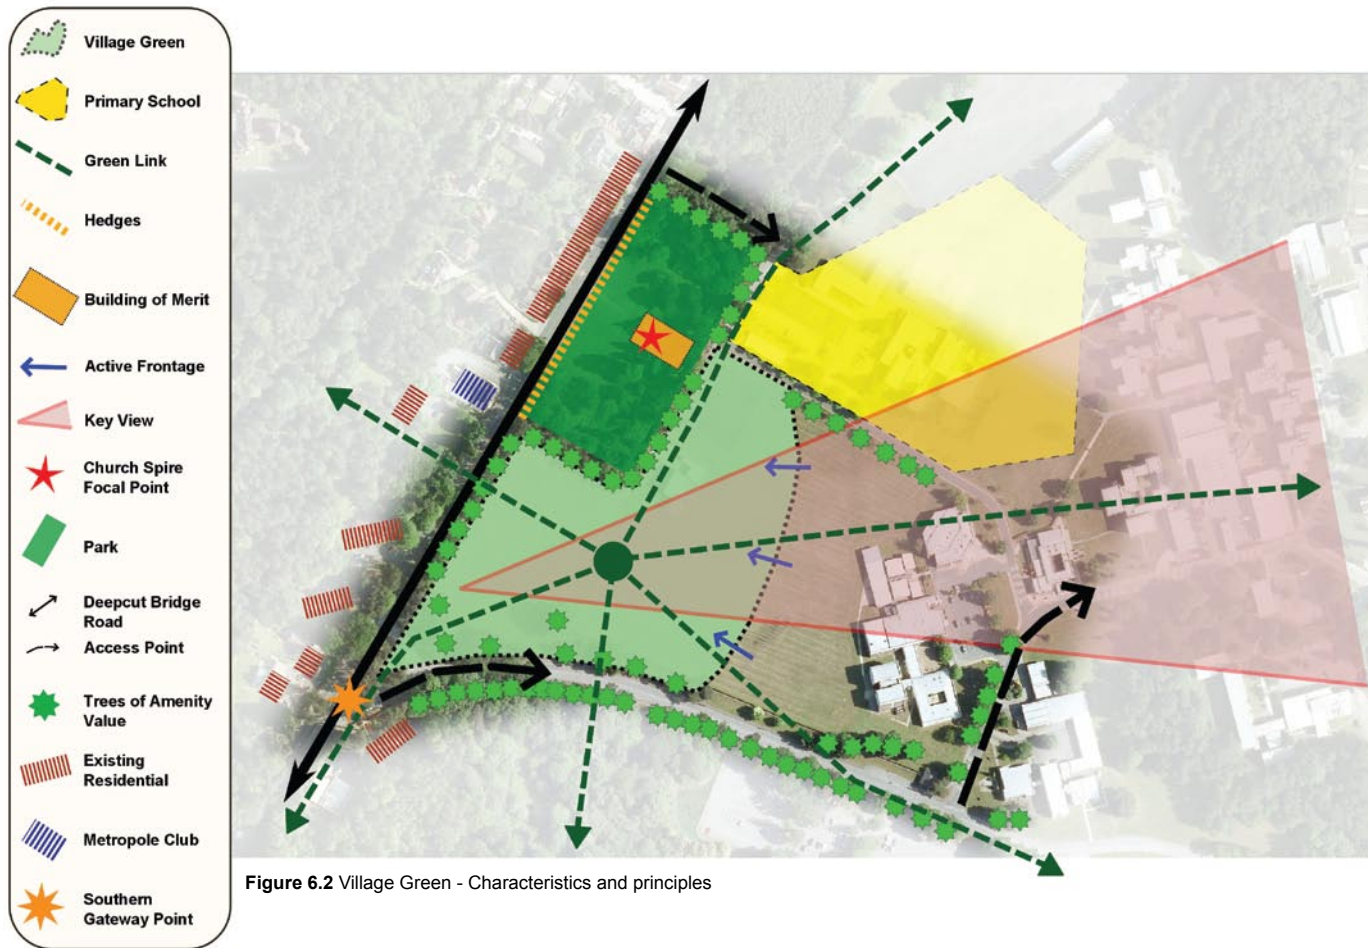 Village Green
Primary School
Green Link
Hedges
Building of Merit
Active Frontage
Key View
Church Spire
Focal Point
Park
Deepcut Bridge
Road
Access Point
Trees of Amenity
Value
Existing
Residential
Metropole Club
Southern
Gateway Point
Figure 6.2 Village Green - Characteristics and principles